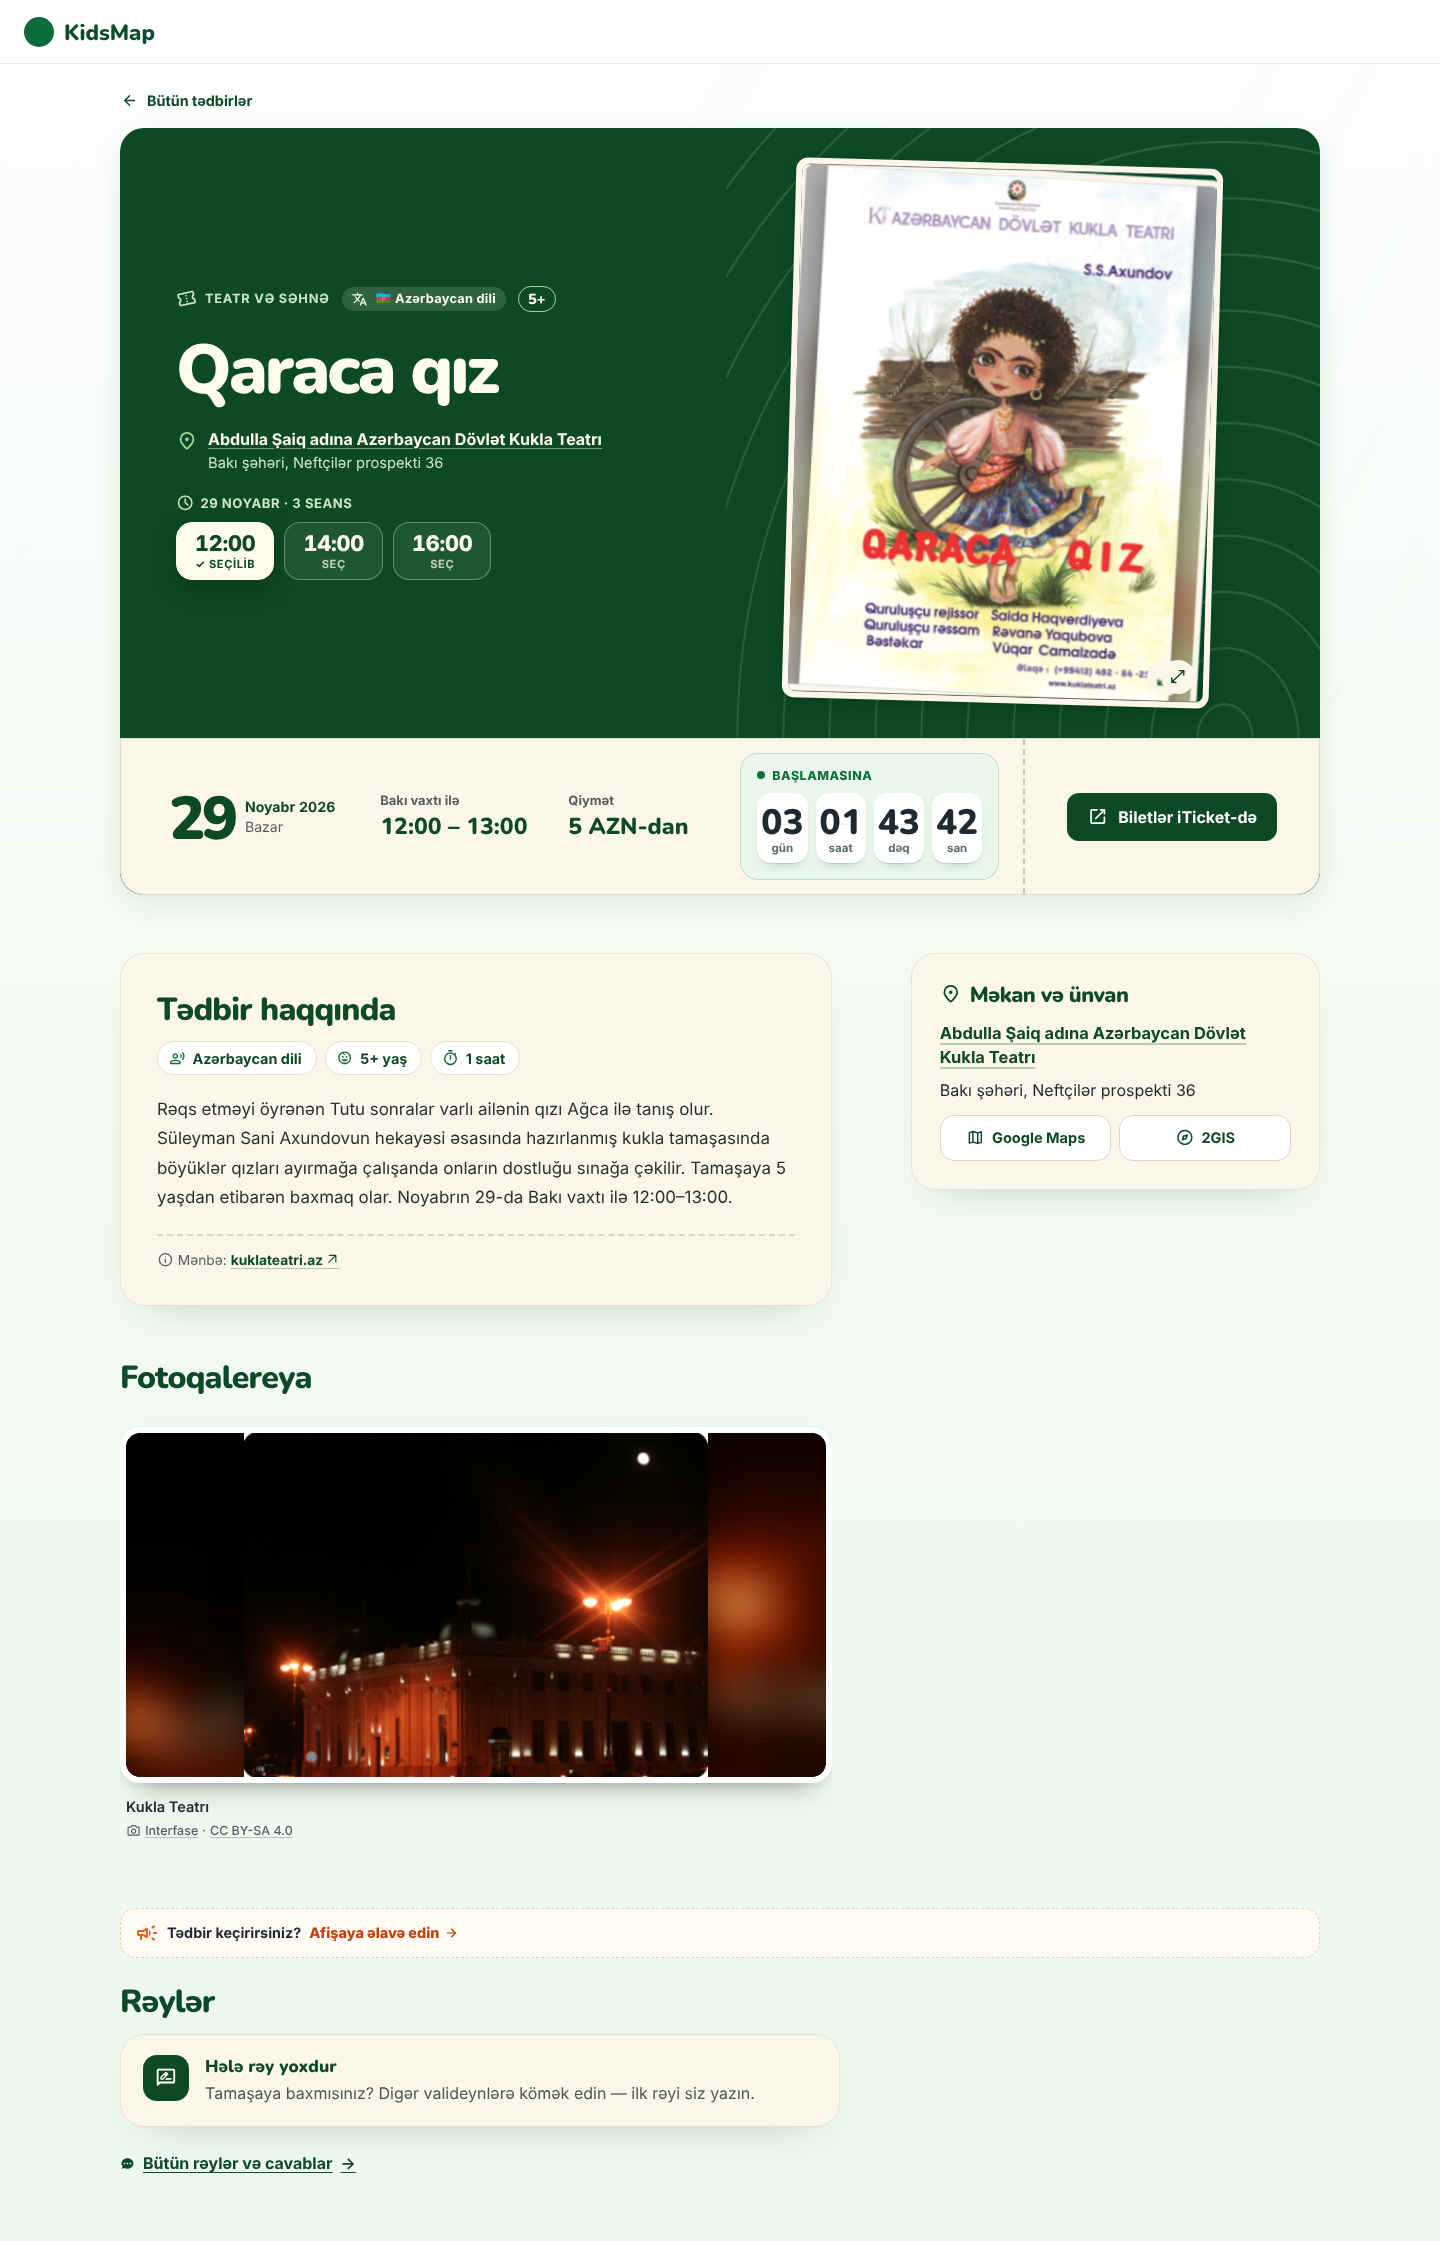 KidsMap
Bütün tədbirlər
TEATR VƏ SƏHNƏ
Azərbaycan dili
5+
Qaraca qız
Abdulla Şaiq adına Azərbaycan Dövlət Kukla Teatrı
Bakı şəhəri, Neftçilər prospekti 36
29 NOYABR · 3 SEANS
12:00 14:00 16:00
✓ SEÇİLİB SEÇ SEÇ
AZƏRBAYCAN DÖVLƏT KUKLA TEATRI
S.S.Axundov
QARACA QIZ
Quruluşçu rejissor Saida Haqverdiyeva
Quruluşçu rəssam Rəvanə Yaqubova
Bəstəkar Vüqar Camalzadə
Əlaqə : (+99412) 492 - 64 -2
www.kuklateatri.az
29
Noyabr 2026
Bazar
Bakı vaxtı ilə
12:00 – 13:00
Qiymət
5 AZN-dan
BAŞLAMASINA
03 01 43 42
gün saat dəq san
Biletlər iTicket-də
Tədbir haqqında
Azərbaycan dili
5+ yaş
1 saat
Rəqs etməyi öyrənən Tutu sonralar varlı ailənin qızı Ağca ilə tanış olur.
Süleyman Sani Axundovun hekayəsi əsasında hazırlanmış kukla tamaşasında
böyüklər qızları ayırmağa çalışanda onların dostluğu sınağa çəkilir. Tamaşaya 5
yaşdan etibarən baxmaq olar. Noyabrın 29-da Bakı vaxtı ilə 12:00–13:00.
Mənbə: kuklateatri.az
Məkan və ünvan
Abdulla Şaiq adına Azərbaycan Dövlət
Kukla Teatrı
Bakı şəhəri, Neftçilər prospekti 36
Google Maps
2GIS
Fotoqalereya
Kukla Teatrı
Interfase · CC BY-SA 4.0
Tədbir keçirirsiniz? Afişaya əlavə edin →
Rəylər
Hələ rəy yoxdur
Tamaşaya baxmısınız? Digər valideynlərə kömək edin — ilk rəyi siz yazın.
Bütün rəylər və cavablar →